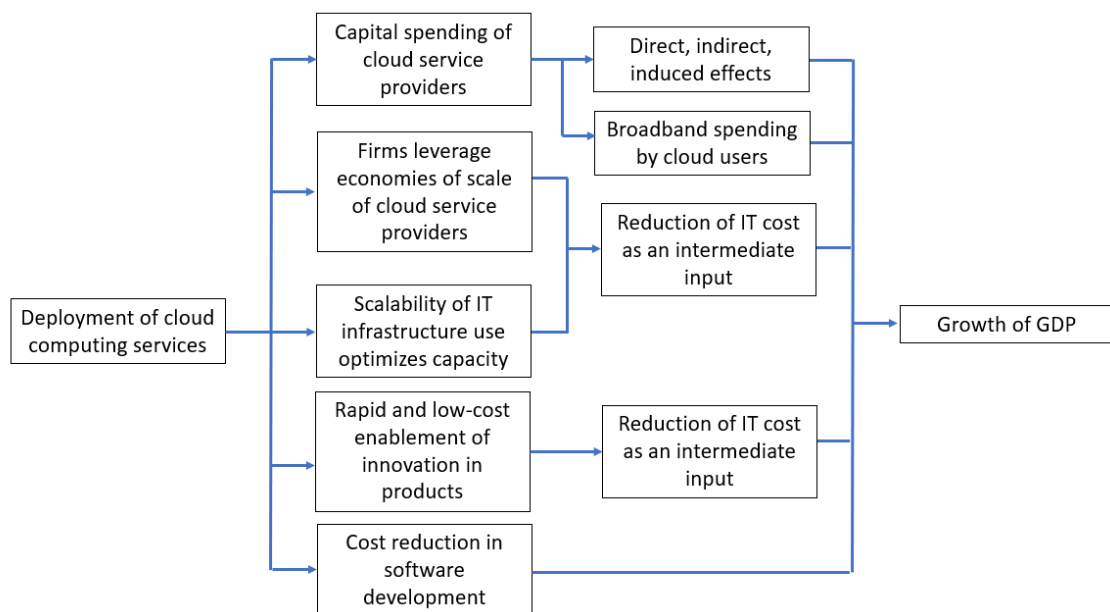 Capital spending of
cloud service
providers
Direct, indirect,
induced effects
Broadband spending
by cloud users
Firms leverage
economies of scale
of cloud service
providers
Reduction of IT cost
as an intermediate
input
Deployment of cloud
computing services
Scalability of IT
infrastructure use
optimizes capacity
Growth of GDP
Rapid and low-cost
enablement of
innovation in
products
Reduction of IT cost
as an intermediate
input
Cost reduction in
software
development